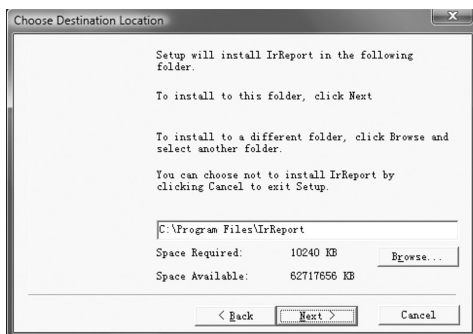 Choose Destination Location
Setup will install IrReport in the following
folder.
To install to this folder, click Next
To install to a different folder, click Browse and
select another folder.
You can choose not to install IrReport by
clicking Cancel to exit Setup.
C:\Program Files\IrReport
Space Required: 10240 KB
Browse...
Space Available: 62717656 KB
< Back Next > Cancel